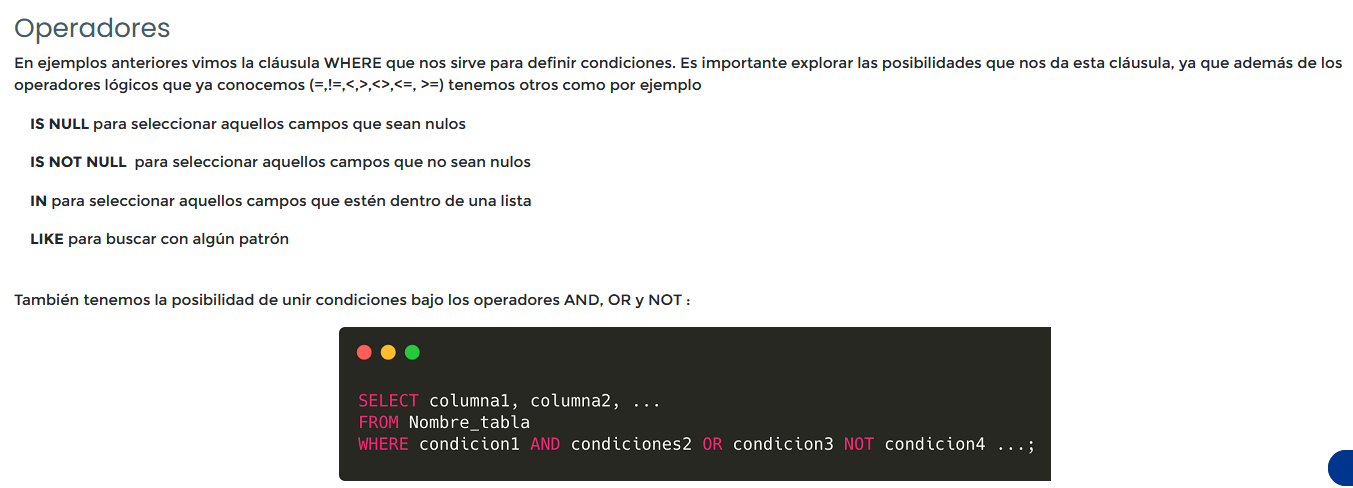 Operadores
En ejemplos anteriores vimos la cláusula WHERE que nos sirve para definir condiciones. Es importante explorar las posibilidades que nos da esta cláusula, ya que además de los
operadores lógicos que ya conocemos (=,!=,<,>,<>,<=, >=) tenemos otros como por ejemplo
IS NULL para seleccionar aquellos campos que sean nulos
IS NOT NULL  para seleccionar aquellos campos que no sean nulos
IN para seleccionar aquellos campos que estén dentro de una lista
LIKE para buscar con algún patrón
También tenemos la posibilidad de unir condiciones bajo los operadores AND, OR y NOT :
SELECT columna1, columna2, ...
FROM Nombre_tabla
WHERE condicion1 AND condiciones2 OR condicion3 NOT condicion4 ...;